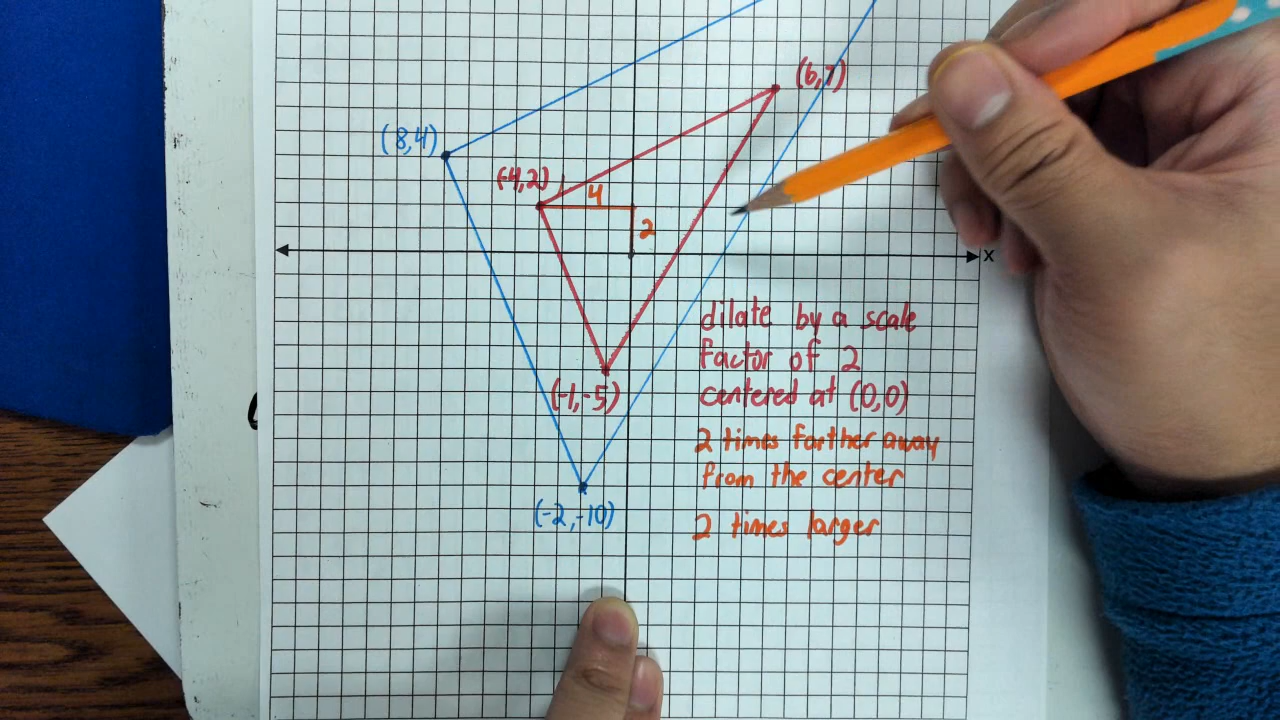 (6,7)
(8,4)
(-4,2)
4
2
x
dilate by a scale
factor of 2
centered at (0,0)
(-1,-5)
2 times farther away
from the center
(-2,-10)
2 times larger